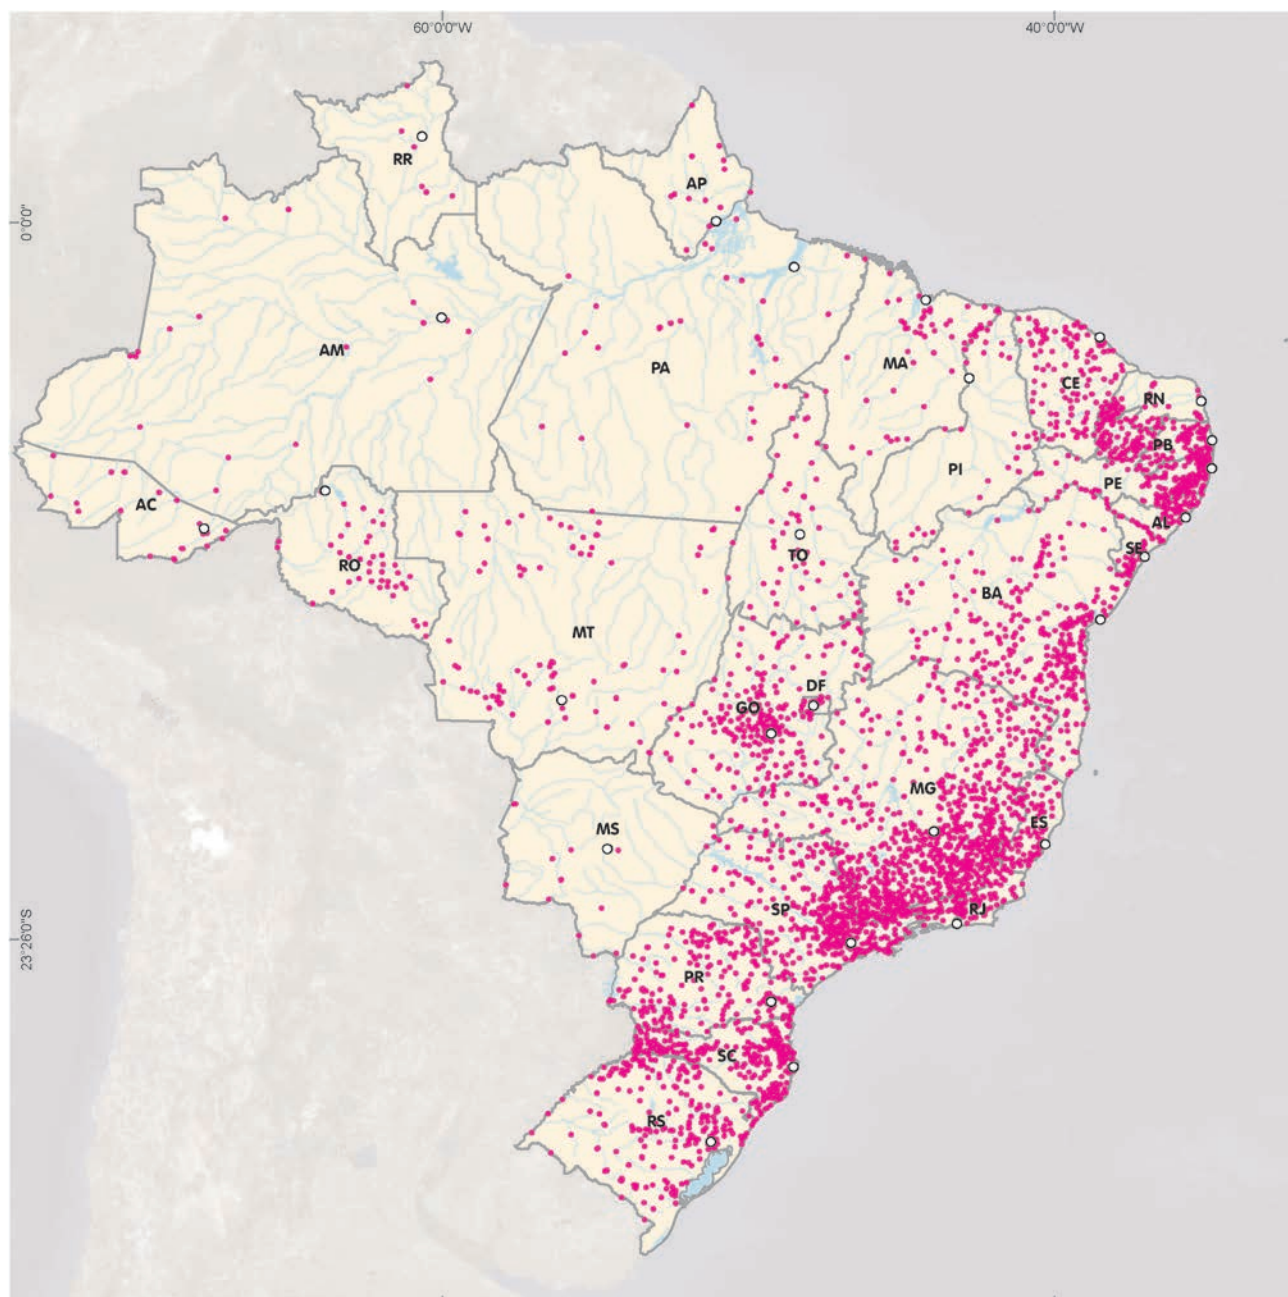 60°0'0"W
40°0'0"W
RR
AP
0°0'0"
AM
PA
MA
CE
RN
PB
PI
PE
AC
AL
SE
RO
TO
BA
MT
DF
GO
MG
MS
ES
SP
RJ
23°26'0"S
PR
SC
RS